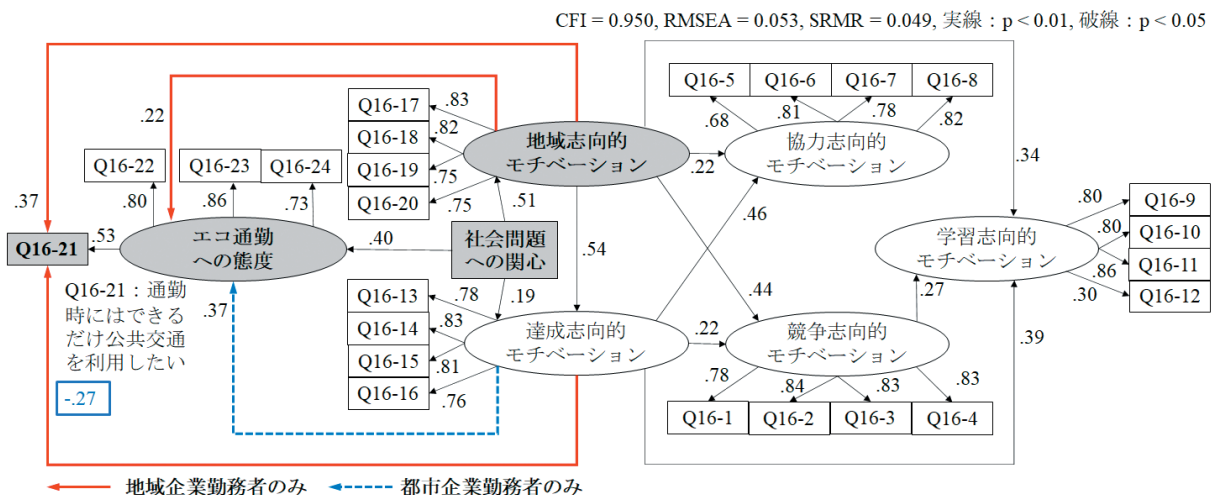 CFI = 0.950, RMSEA = 0.053, SRMR = 0.049, 実線：p < 0.01, 破線：p < 0.05
Q16-5
Q16-6
Q16-7
Q16-8
.68
.81
.78
.82
協力志向的
モチベーション
Q16-17
Q16-18
Q16-19
Q16-20
.83
.82
.75
.75
地域志向的
モチベーション
.22
.22
.37
.34
Q16-22
Q16-23
Q16-24
.80
.86
.73
Q16-21
.53
エコ通勤
への態度
.40
社会問題
への関心
.51
.19
.54
.46
.44
学習志向的
モチベーション
.80
.80
.86
.30
Q16-9
Q16-10
Q16-11
Q16-12
.27
.39
Q16-21：通勤
時にはできる
だけ公共交通
を利用したい
-.27
.37
Q16-13
Q16-14
Q16-15
Q16-16
.78
.83
.81
.76
達成志向的
モチベーション
.22
競争志向的
モチベーション
.78
.84
.83
.83
Q16-1
Q16-2
Q16-3
Q16-4
地域企業勤務者のみ
都市企業勤務者のみ